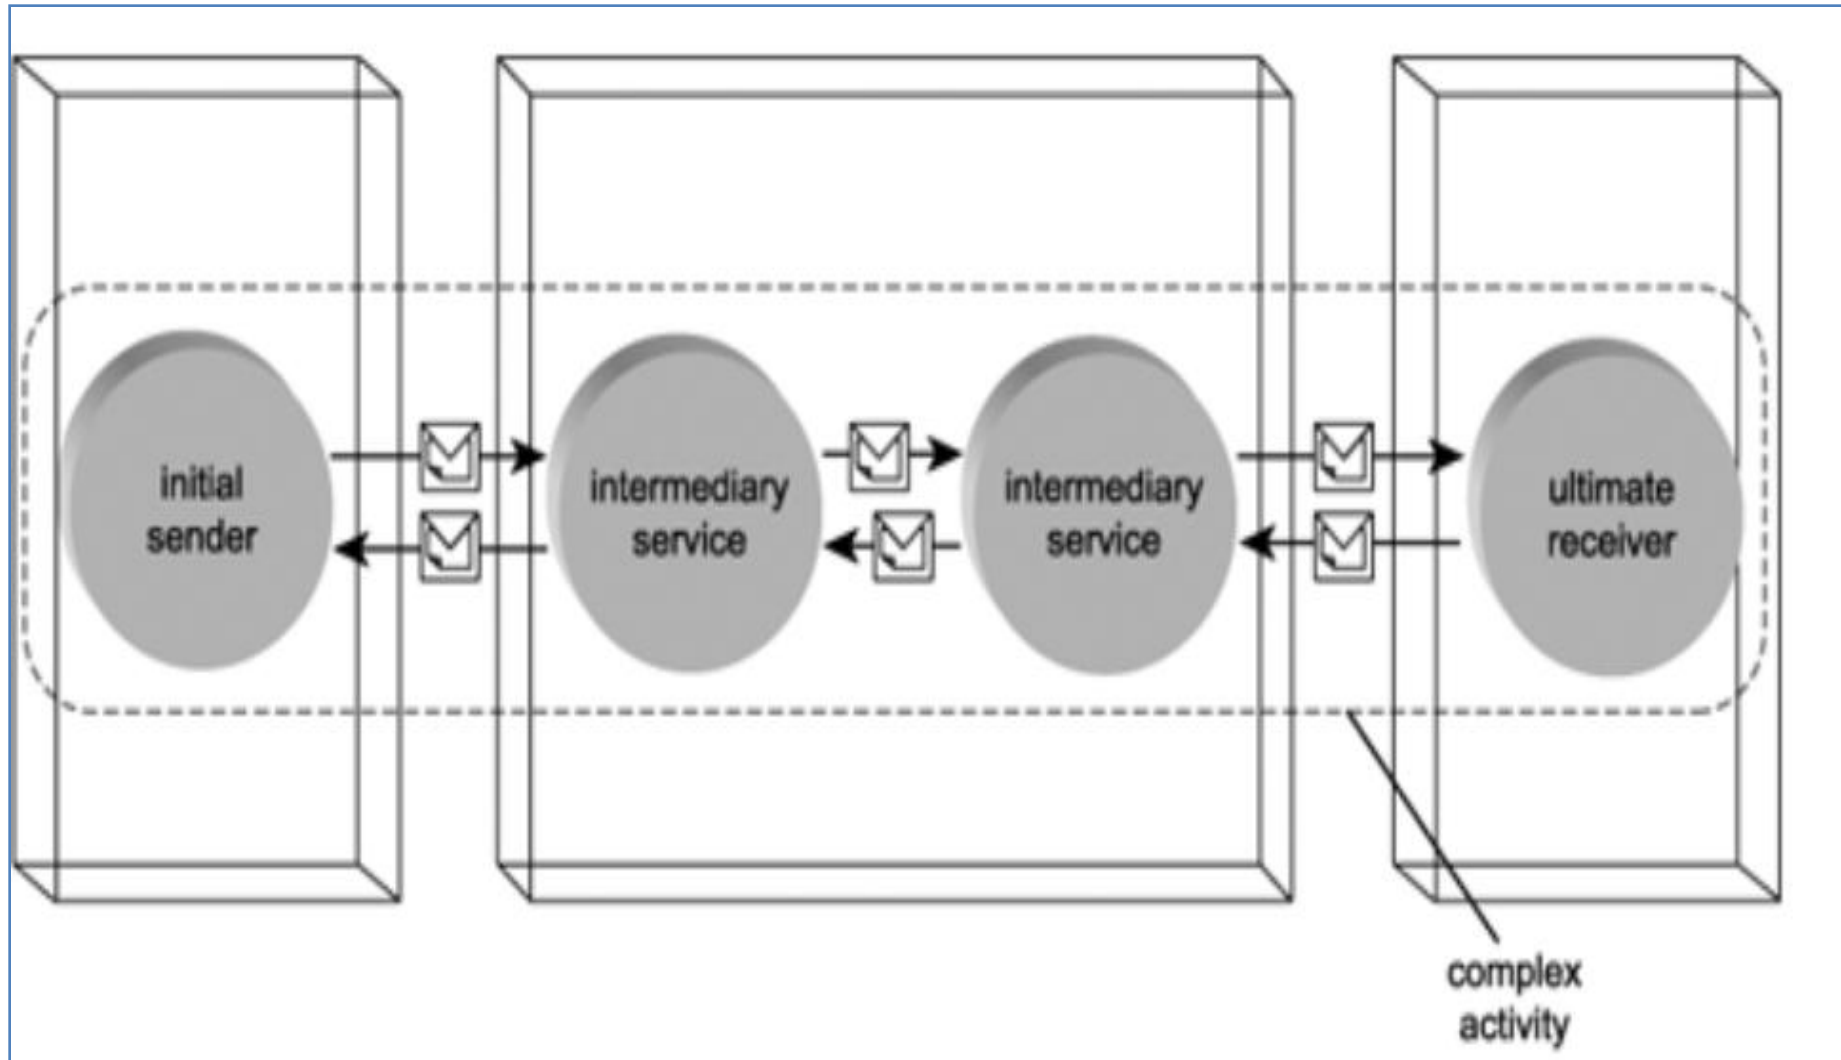 initial
sender
intermediary
service
intermediary
service
ultimate
receiver
complex
activity